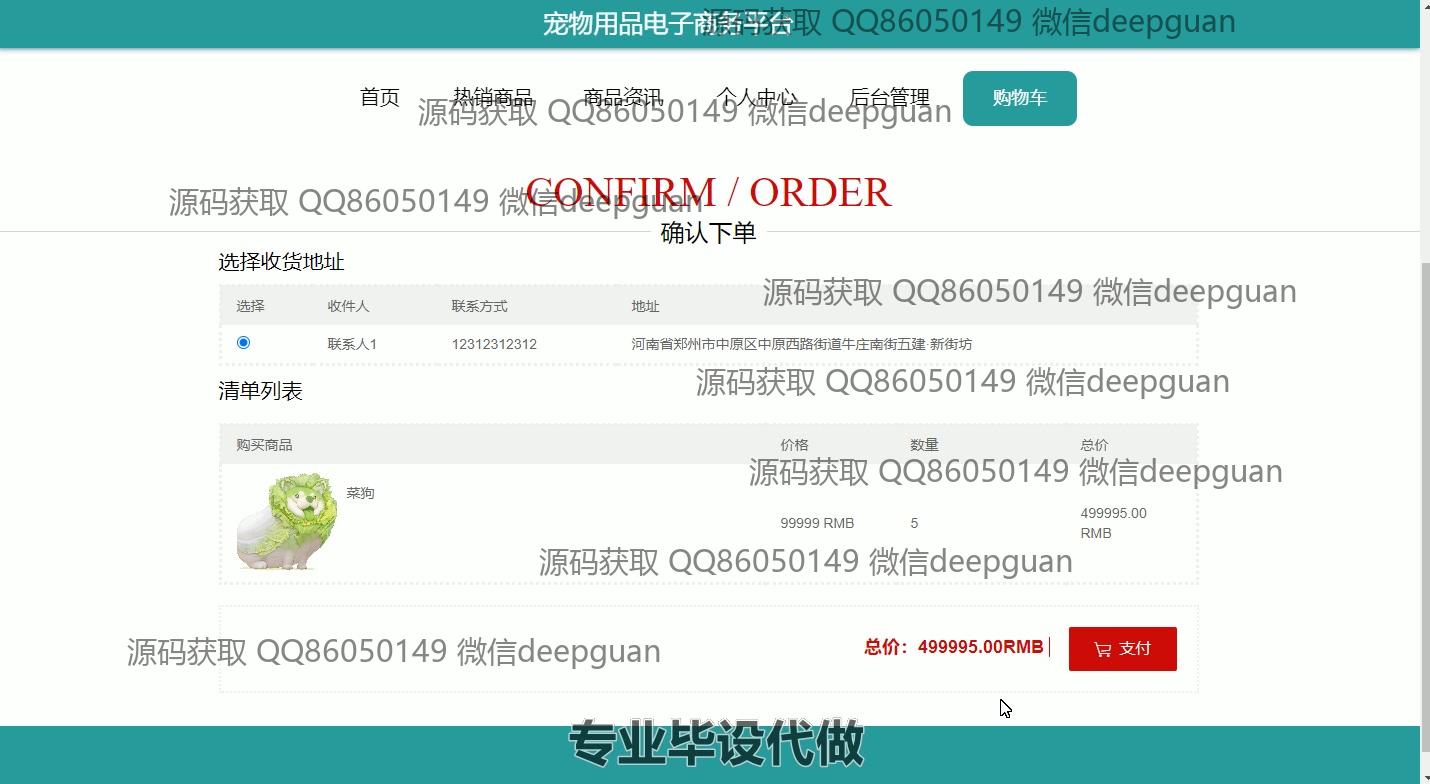 宠物用品电子商务平台
源码获取 QQ86050149 微信deepguan
首页 热销商品 商品资讯 个人中心 后台管理 购物车
源码获取 QQ86050149 微信deepguan
源码获取 QQ86050149 微信deepguan
CONFIRM / ORDER
确认下单
选择收货地址
源码获取 QQ86050149 微信deepguan
选择 收件人 联系方式 地址
联系人1 12312312312 河南省郑州市中原区中原西路街道牛庄南街五建·新街坊
源码获取 QQ86050149 微信deepguan
清单列表
购买商品 价格 数量 总价
源码获取 QQ86050149 微信deepguan
菜狗
99999 RMB 5 499995.00
RMB
源码获取 QQ86050149 微信deepguan
总价：499995.00RMB 支付
源码获取 QQ86050149 微信deepguan
专业毕设代做